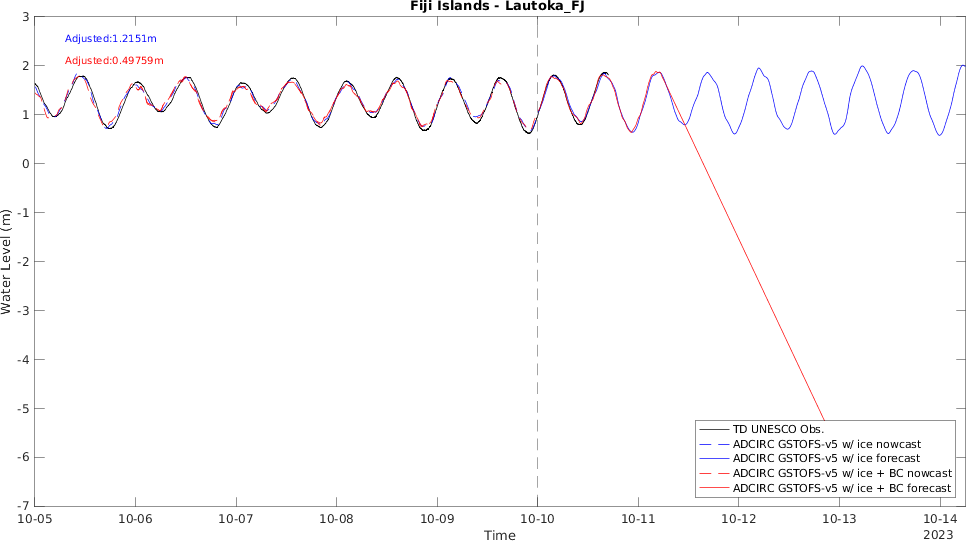 Fiji Islands - Lautoka_FJ
Adjusted:1.2151m
Adjusted:0.49759m
3
2
1
0
-1
-2
-3
-4
-5
-6
-7
Water Level (m)
TD UNESCO Obs.
ADCIRC GSTOFS-v5 w/ ice nowcast
ADCIRC GSTOFS-v5 w/ ice forecast
ADCIRC GSTOFS-v5 w/ ice + BC nowcast
ADCIRC GSTOFS-v5 w/ ice + BC forecast
10-05 10-06 10-07 10-08 10-09 10-10 10-11 10-12 10-13 10-14
2023
Time